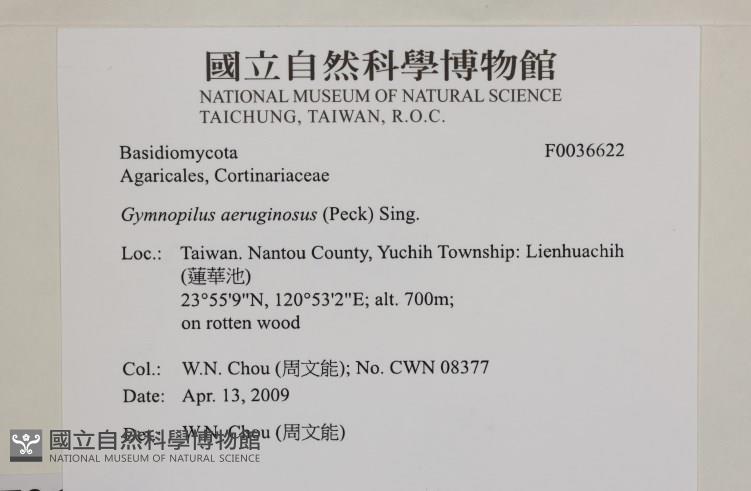 國立自然科學博物館
NATIONAL MUSEUM OF NATURAL SCIENCE
TAICHUNG, TAIWAN, R.O.C.
Basidiomycota F0036622
Agaricales, Cortinariaceae
Gymnopilus aeruginosus (Peck) Sing.
Loc.: Taiwan. Nantou County, Yuchih Township: Lienhuachih
(蓮華池)
23°55'9"N, 120°53'2"E; alt. 700m;
on rotten wood
Col.: W.N. Chou (周文能); No. CWN 08377
Date: Apr. 13, 2009
Det.: W.N. Chou (周文能)
國立自然科學博物館
NATIONAL MUSEUM OF NATURAL SCIENCE